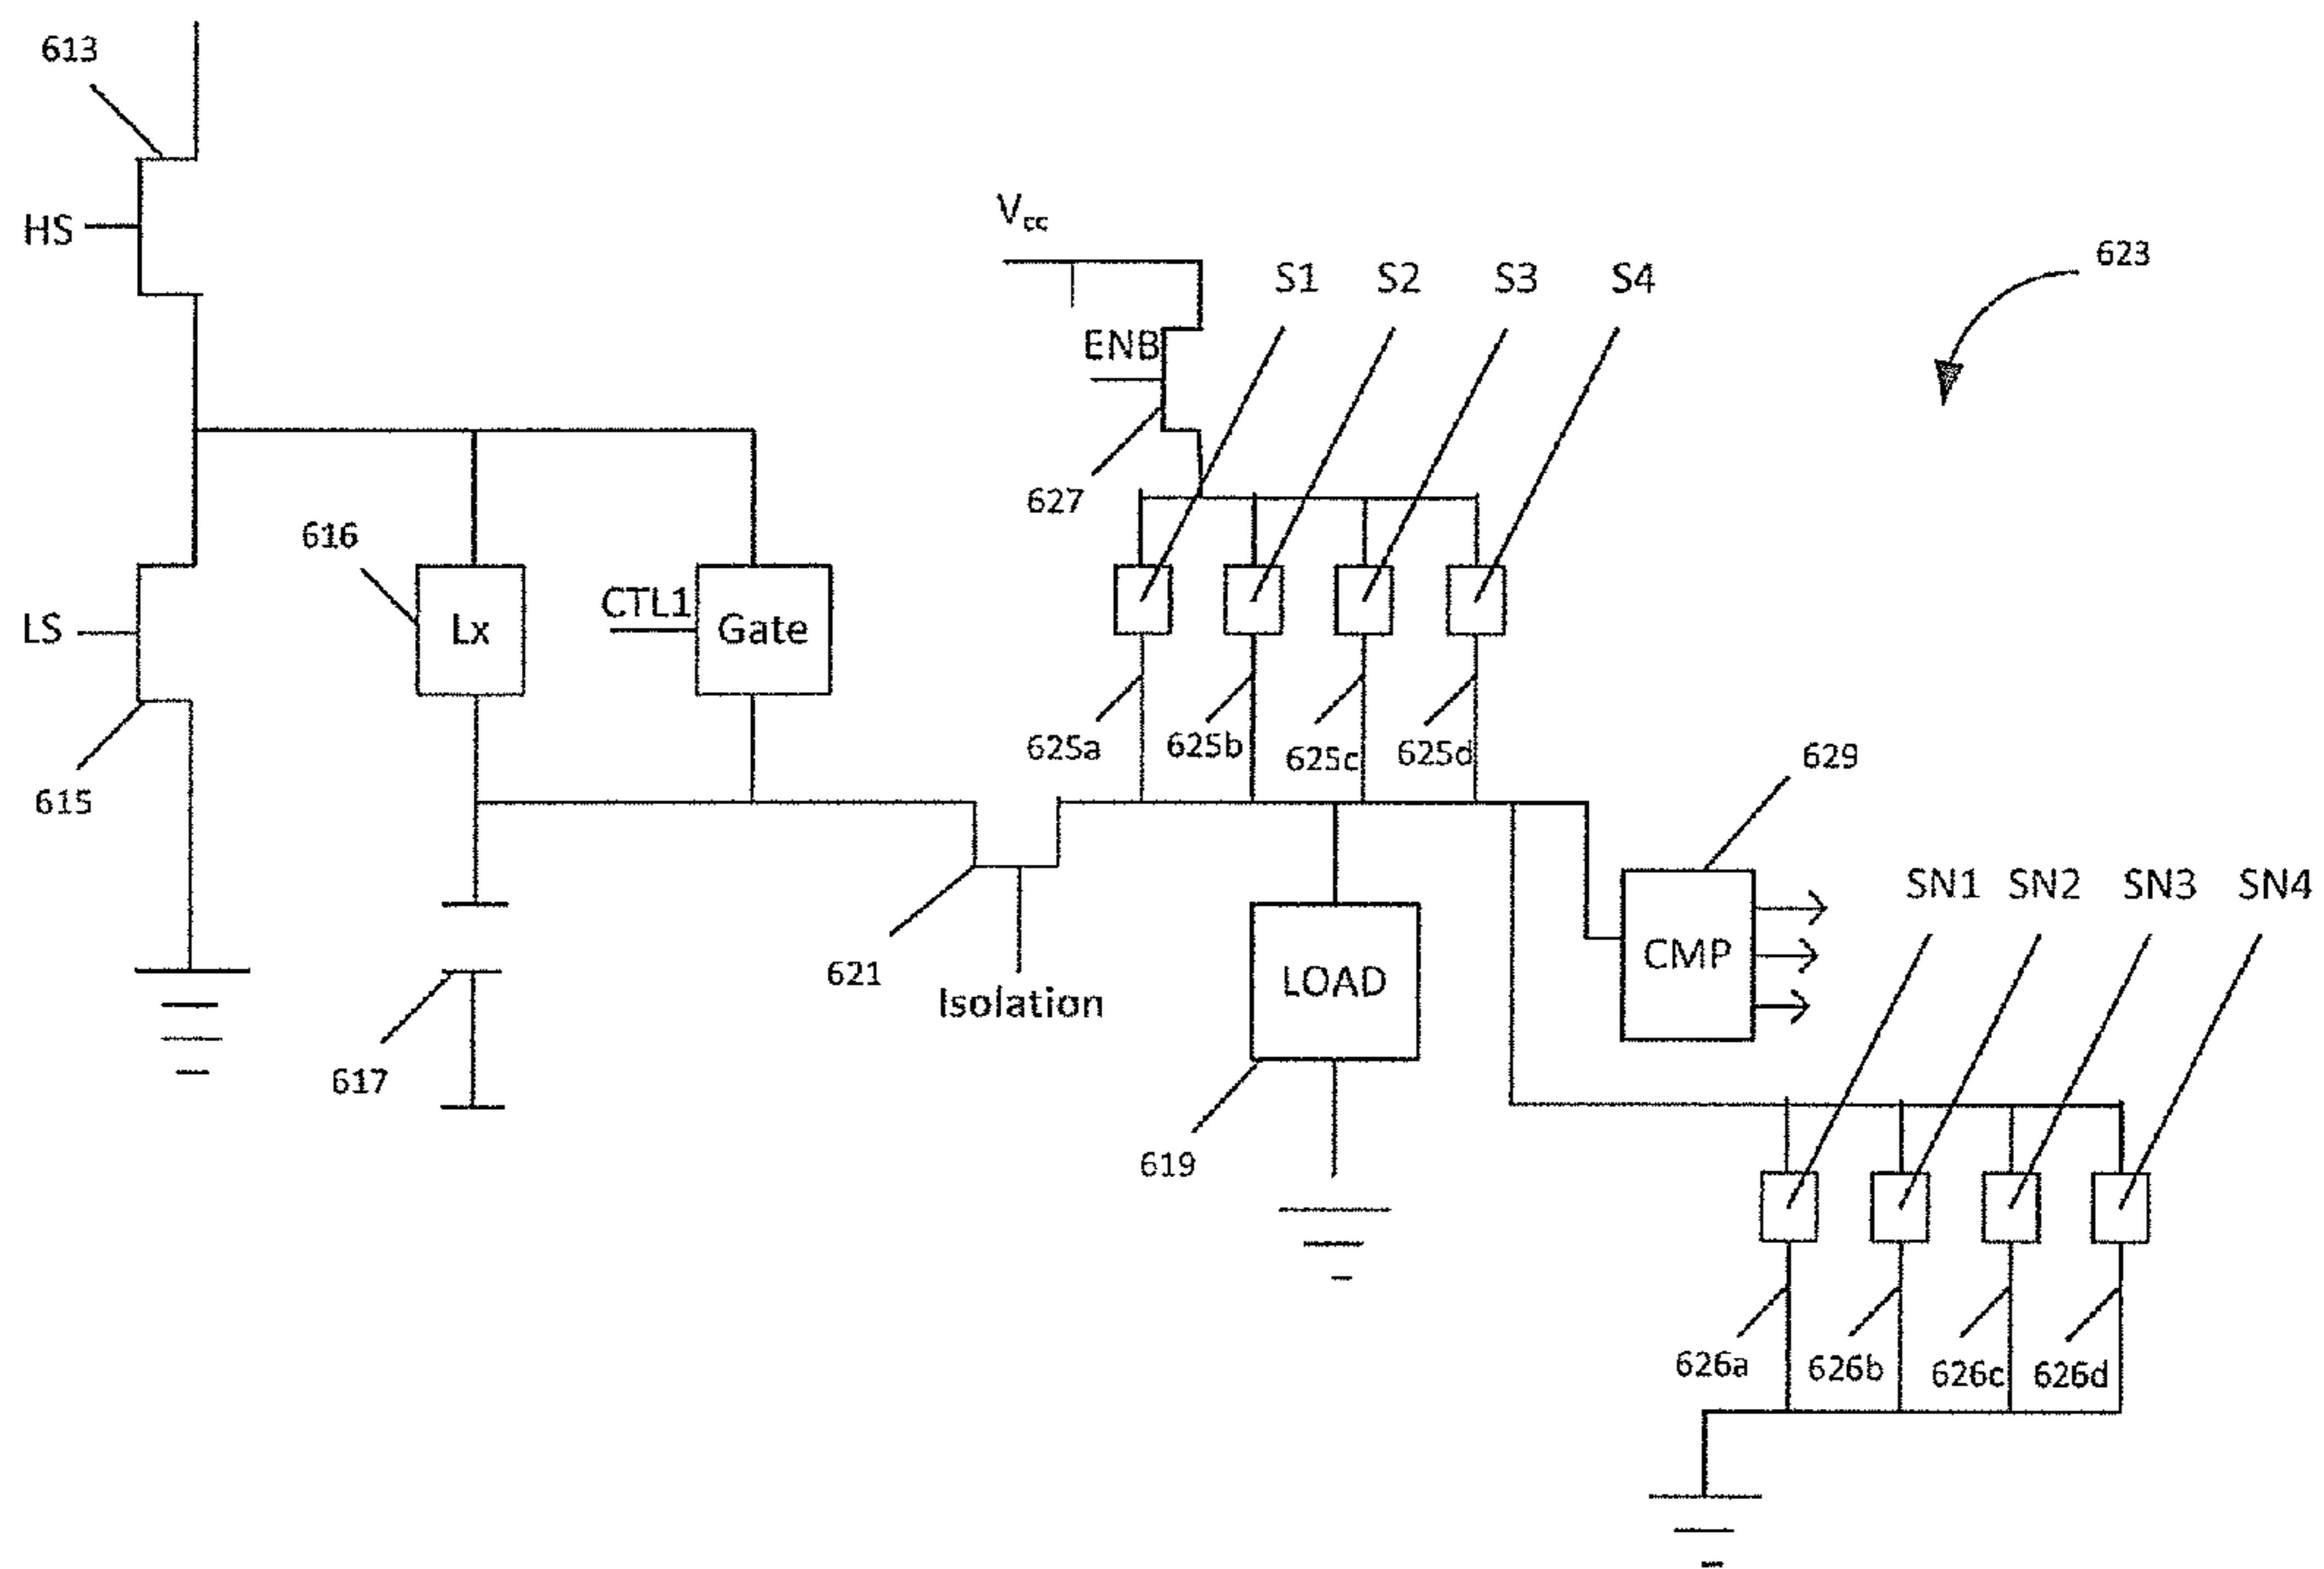 613
HS
Vcc
S1 S2 S3 S4
623
ENB
627
616
CTL1
LS
Lx
Gate
625a 625b 625c 625d
629
615
SN1 SN2 SN3 SN4
CMP
621
Isolation
LOAD
617
619
626a 626b 626c 626d